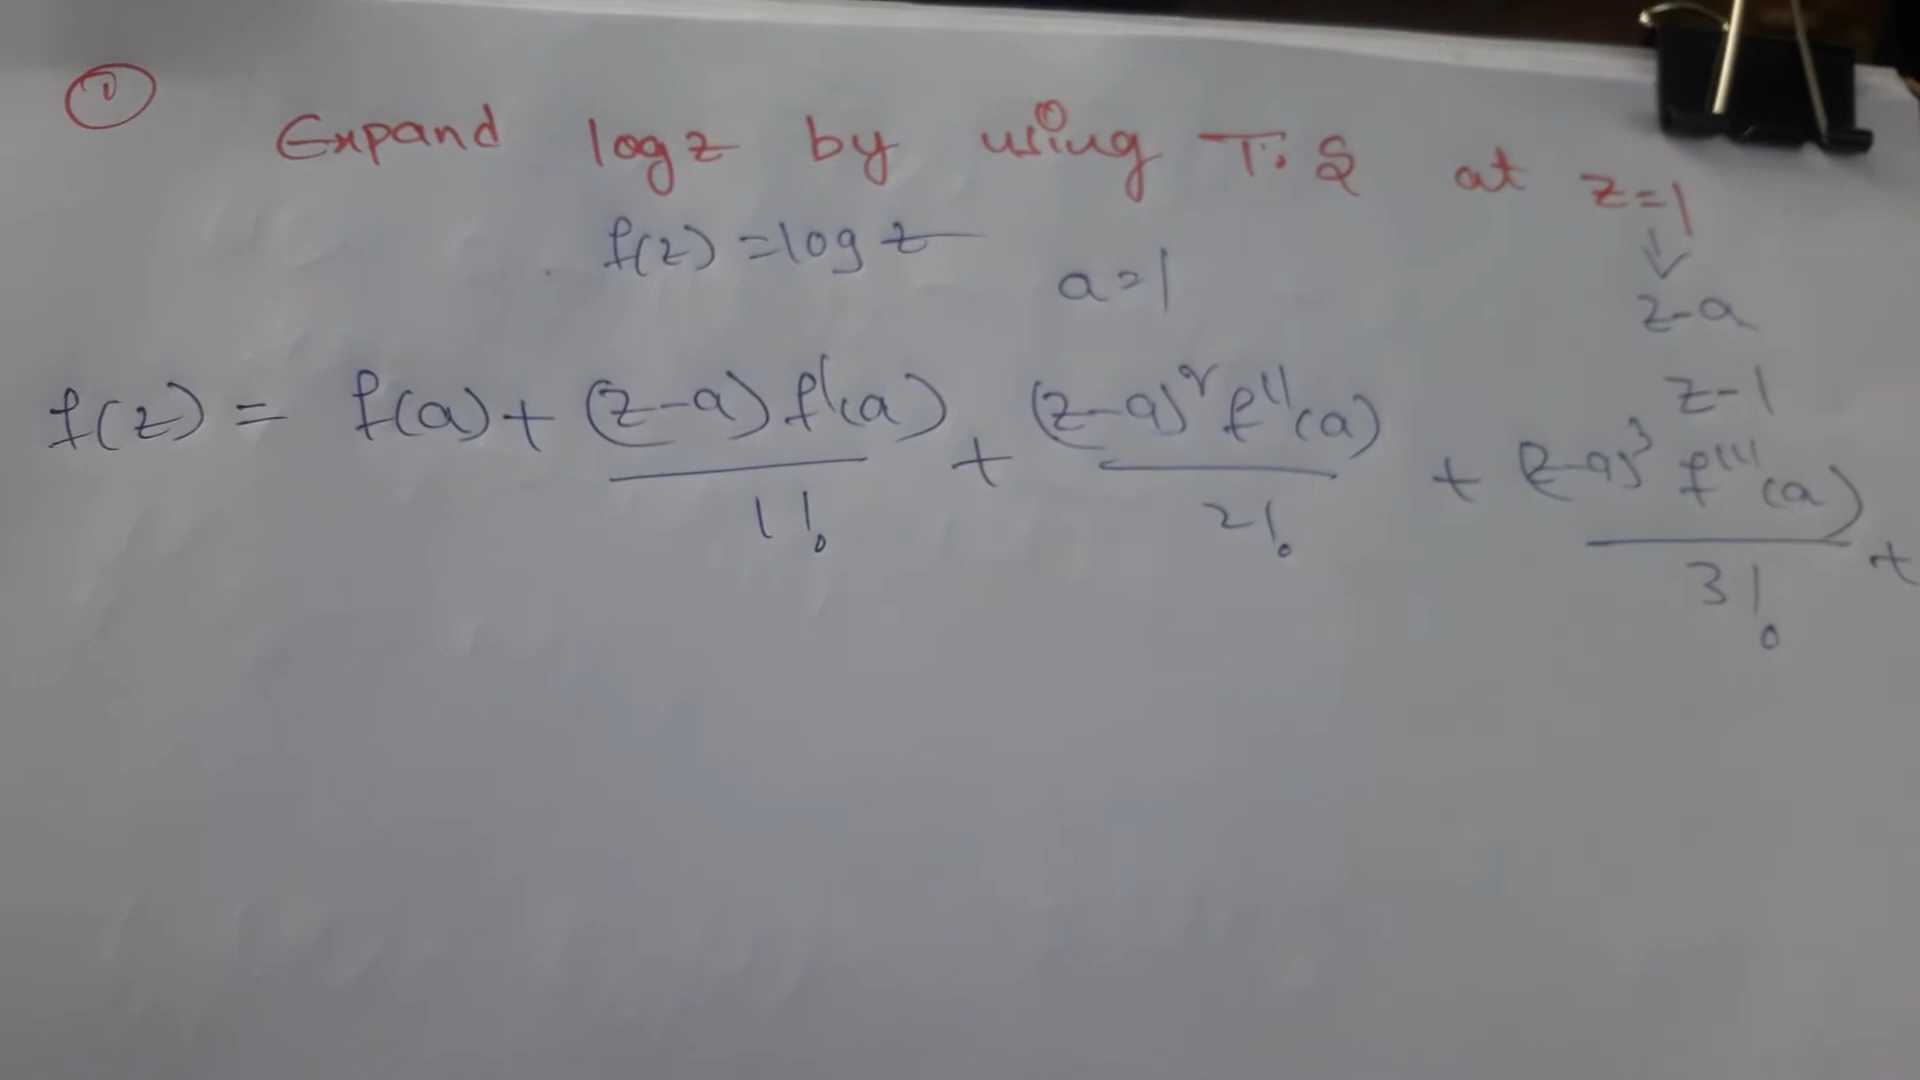 ①
Expand log z by using T.S at z=1
f(z) = log z
a=1
↓
z-a
z-1
f(z) = f(a) + (z-a) f'(a) / 1! + (z-a)² f''(a) / 2! + (z-a)³ f'''(a) / 3! +